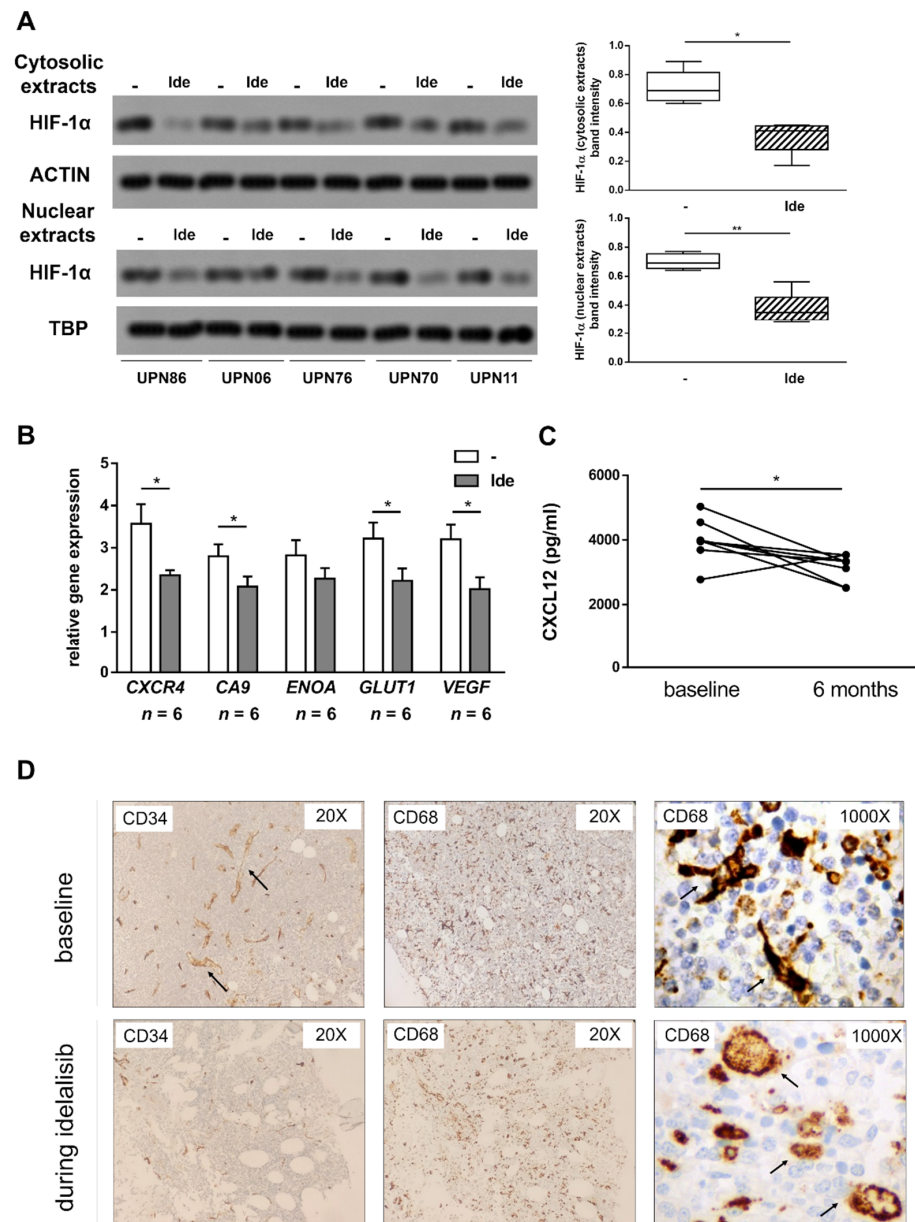 A
Cytosolic
extracts
- Ide - Ide - Ide - Ide - Ide
HIF-1α
ACTIN
Nuclear
extracts
- Ide - Ide - Ide - Ide - Ide
HIF-1α
TBP
UPN86 UPN06 UPN76 UPN70 UPN11
HIF-1α (cytosolic extracts)
band intensity
1.0
0.8
0.6
0.4
0.2
0.0
*
- Ide
HIF-1α (nuclear extracts)
band intensity
1.0
0.8
0.6
0.4
0.2
0.0
**
- Ide
B
relative gene expression
5
4
3
2
1
0
-
Ide
* * * *
CXCR4 CA9 ENOA GLUT1 VEGF
n = 6 n = 6 n = 6 n = 6 n = 6
C
CXCL12 (pg/ml)
6000
4000
2000
0
*
baseline 6 months
D
baseline
CD34 20X CD68 20X CD68 1000X
during idelalisib
CD34 20X CD68 20X CD68 1000X